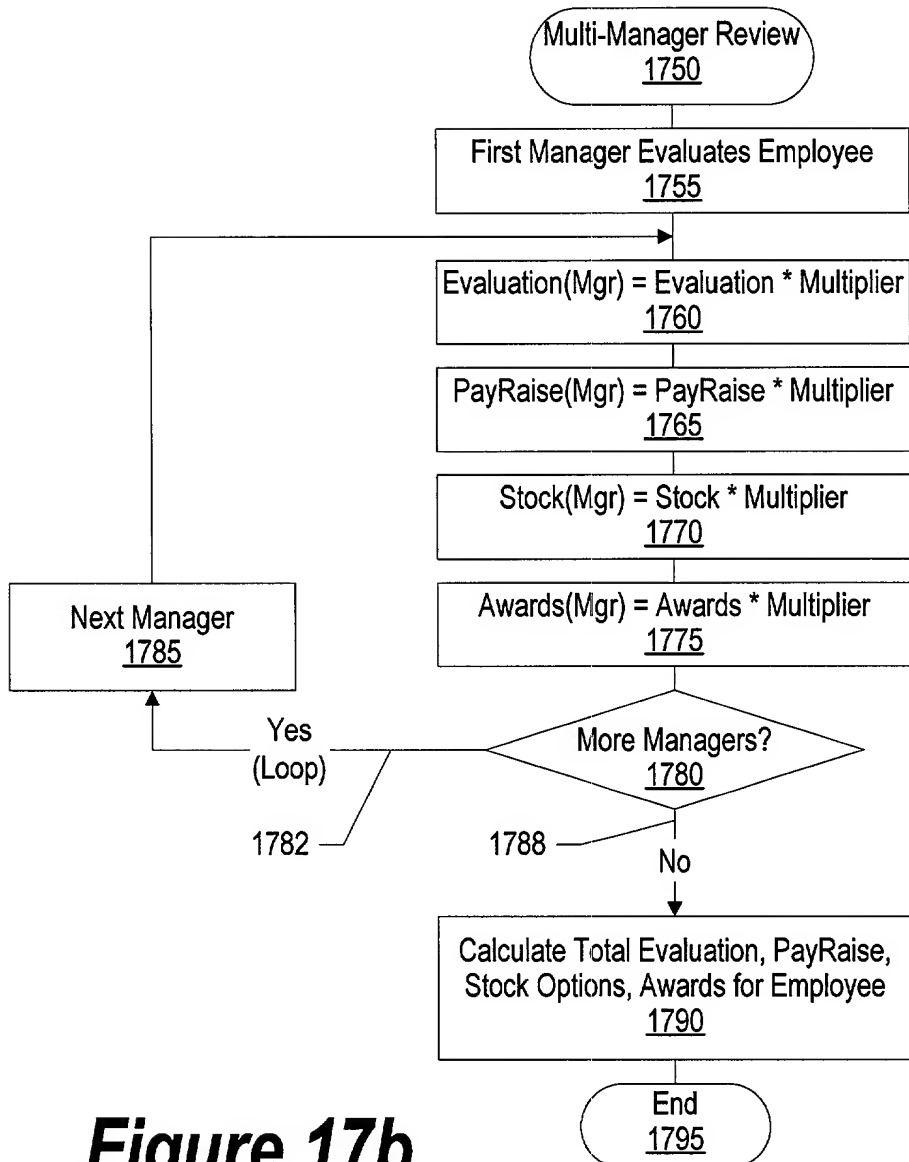 Multi-Manager Review
1750
First Manager Evaluates Employee
1755
Evaluation(Mgr) = Evaluation * Multiplier
1760
PayRaise(Mgr) = PayRaise * Multiplier
1765
Stock(Mgr) = Stock * Multiplier
1770
Awards(Mgr) = Awards * Multiplier
1775
Next Manager
1785
More Managers?
1780
Yes
(Loop)
1782
1788
No
Calculate Total Evaluation, PayRaise,
Stock Options, Awards for Employee
1790
End
1795
Figure 17b